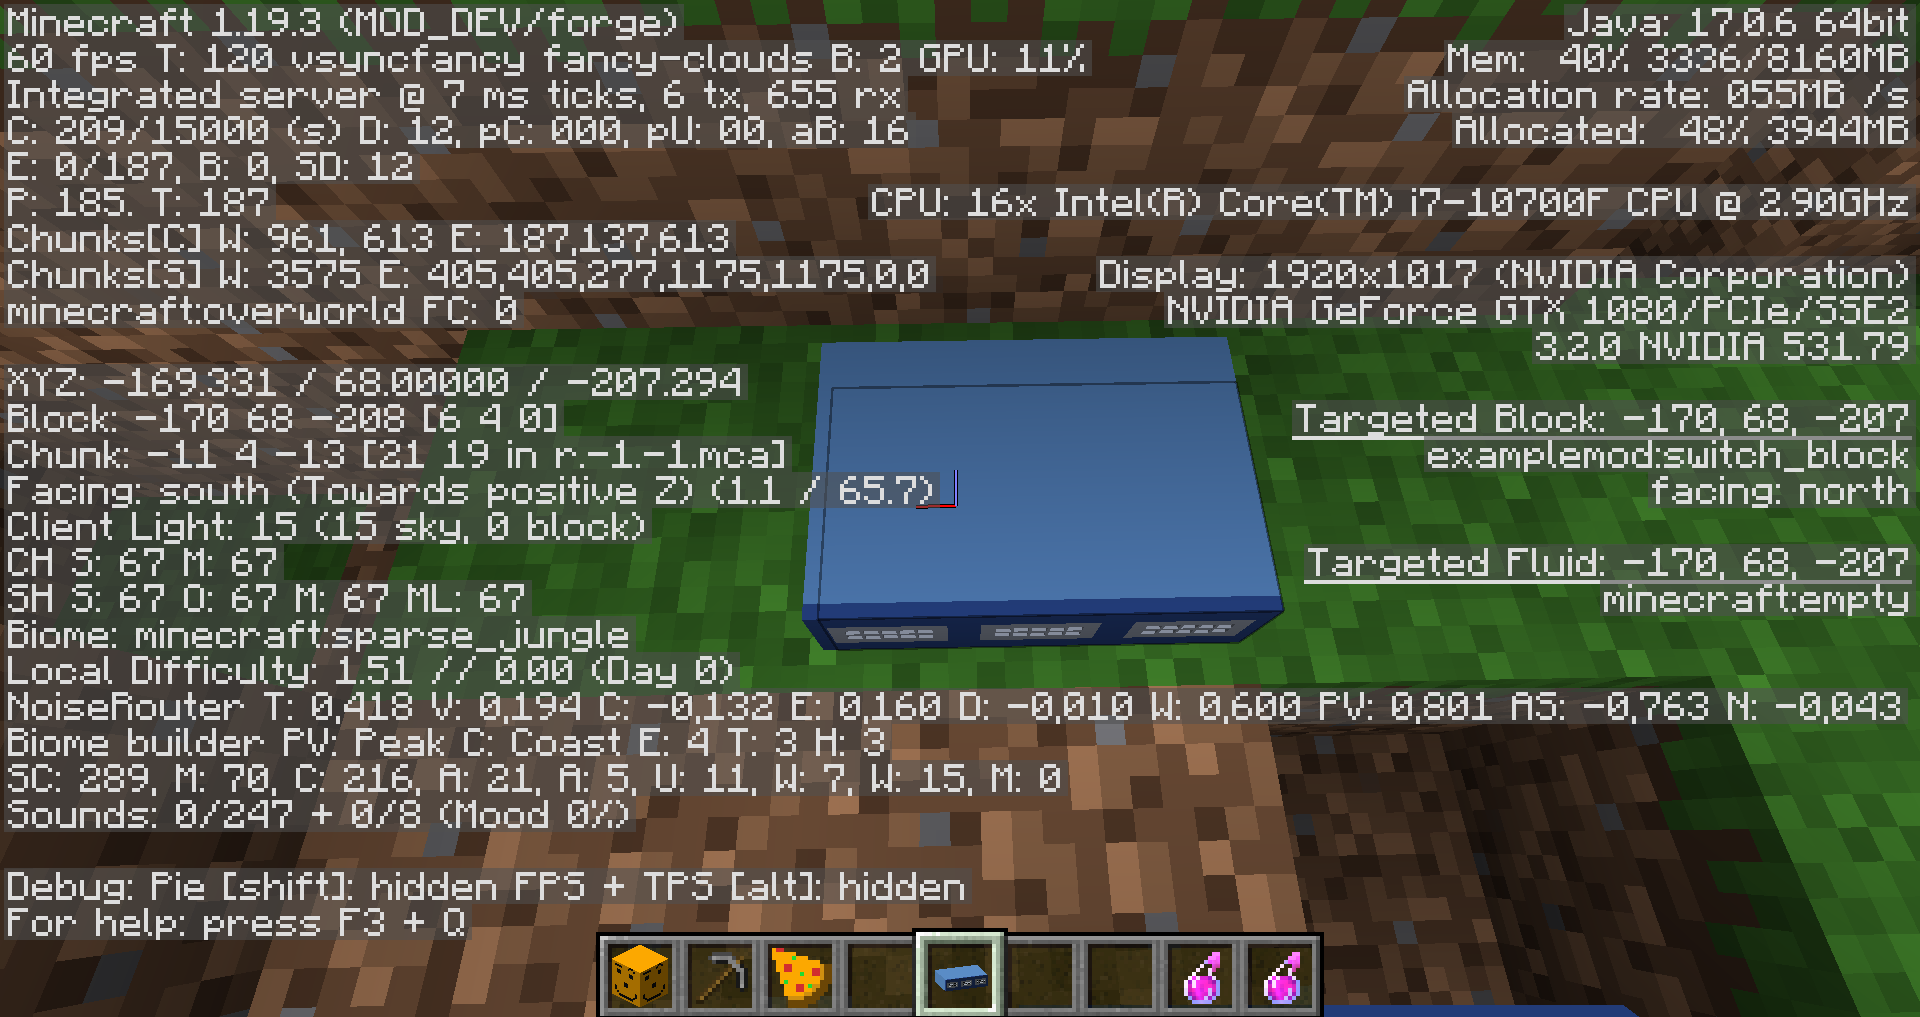 Minecraft 1.19.3 (MOD_DEV/forge)
60 fps T: 120 vsyncfancy fancy-clouds B: 2 GPU: 11%
Integrated server @ 7 ms ticks, 6 tx, 655 rx
C: 209/15000 (s) D: 12, pC: 000, pU: 00, aB: 16
E: 0/187, B: 0, SD: 12
P: 185. T: 187
Chunks[C] W: 961, 613 E: 187,137,613
Chunks[S] W: 3575 E: 405,405,277,1175,1175,0,0
minecraft:overworld FC: 0
XYZ: -169.331 / 68.00000 / -207.294
Block: -170 68 -208 [6 4 0]
Chunk: -11 4 -13 [21 19 in r.-1.-1.mca]
Facing: south (Towards positive Z) (1.1 / 65.7)
Client Light: 15 (15 sky, 0 block)
CH S: 67 M: 67
SH S: 67 O: 67 M: 67 ML: 67
Biome: minecraft:sparse_jungle
Local Difficulty: 1.51 // 0.00 (Day 0)
NoiseRouter T: 0,418 V: 0,194 C: -0,132 E: 0,160 D: -0,010 W: 0,600 PV: 0,801 AS: -0,763 N: -0,043
Biome builder PV: Peak C: Coast E: 4 T: 3 H: 3
SC: 289, M: 70, C: 216, A: 21, A: 5, U: 11, W: 7, W: 15, M: 0
Sounds: 0/247 + 0/8 (Mood 0%)
Debug: Pie [shift]: hidden FPS + TPS [alt]: hidden
For help: press F3 + Q
Java: 17.0.6 64bit
Mem: 40% 3336/8160MB
Allocation rate: 055MB /s
Allocated: 48% 3944MB
CPU: 16x Intel(R) Core(TM) i7-10700F CPU @ 2.90GHz
Display: 1920x1017 (NVIDIA Corporation)
NVIDIA GeForce GTX 1080/PCIe/SSE2
3.2.0 NVIDIA 531.79
Targeted Block: -170, 68, -207
examplemod:switch_block
facing: north
Targeted Fluid: -170, 68, -207
minecraft:empty